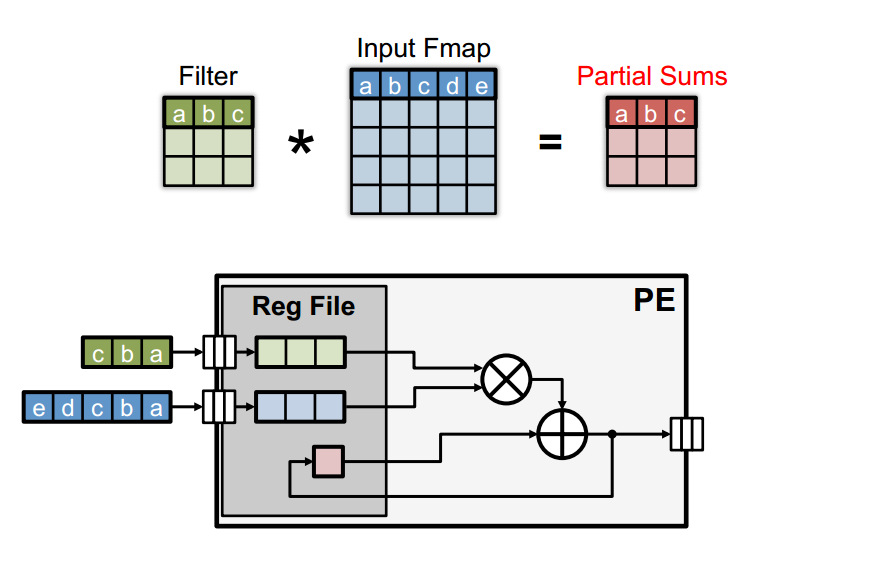 Input Fmap
Filter
Partial Sums
a b c d e
a b c
a b c
*
=
Reg File
PE
c b a
e d c b a